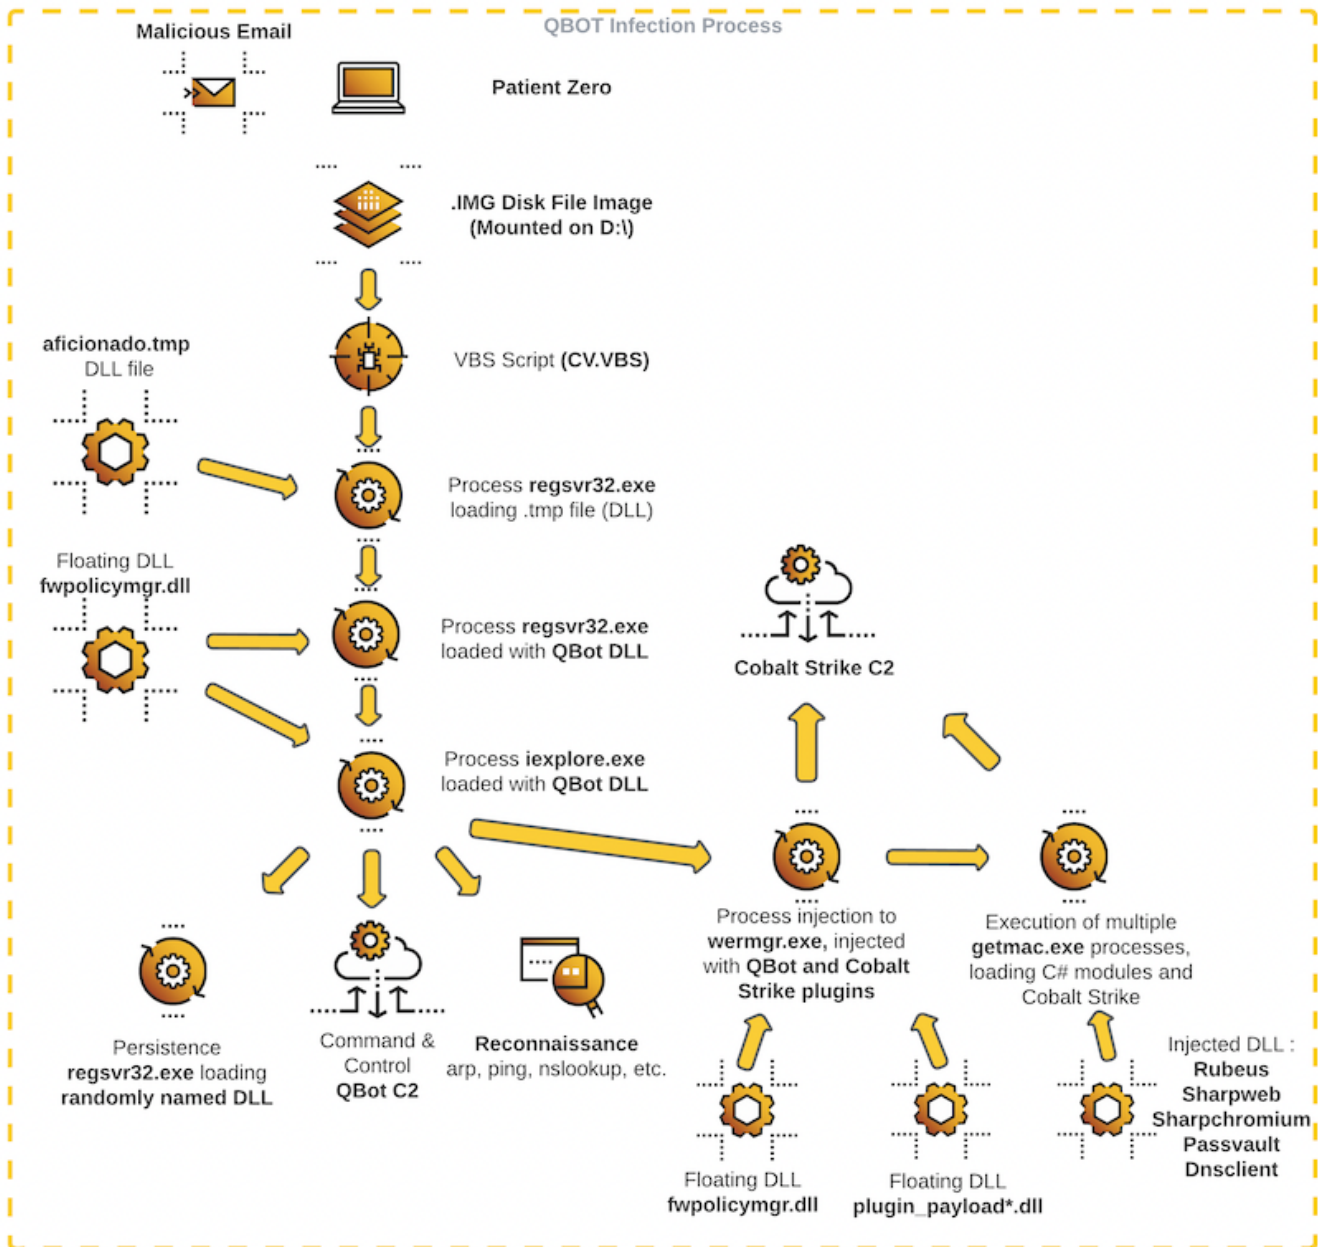 QBOT Infection Process
Malicious Email
Patient Zero
.IMG Disk File Image
(Mounted on D:\)
aficionado.tmp
DLL file
VBS Script (CV.VBS)
Process regsvr32.exe
loading .tmp file (DLL)
Floating DLL
fwpolicymgr.dll
Process regsvr32.exe
loaded with QBot DLL
Cobalt Strike C2
Process iexplore.exe
loaded with QBot DLL
Process injection to
wermgr.exe, injected
with QBot and Cobalt
Strike plugins
Execution of multiple
getmac.exe processes,
loading C# modules and
Cobalt Strike
Persistence
regsvr32.exe loading
randomly named DLL
Command &
Control
QBot C2
Reconnaissance
arp, ping, nslookup, etc.
Injected DLL :
Rubeus
Sharpweb
Sharpchromium
Passvault
Dnsclient
Floating DLL
fwpolicymgr.dll
Floating DLL
plugin_payload*.dll